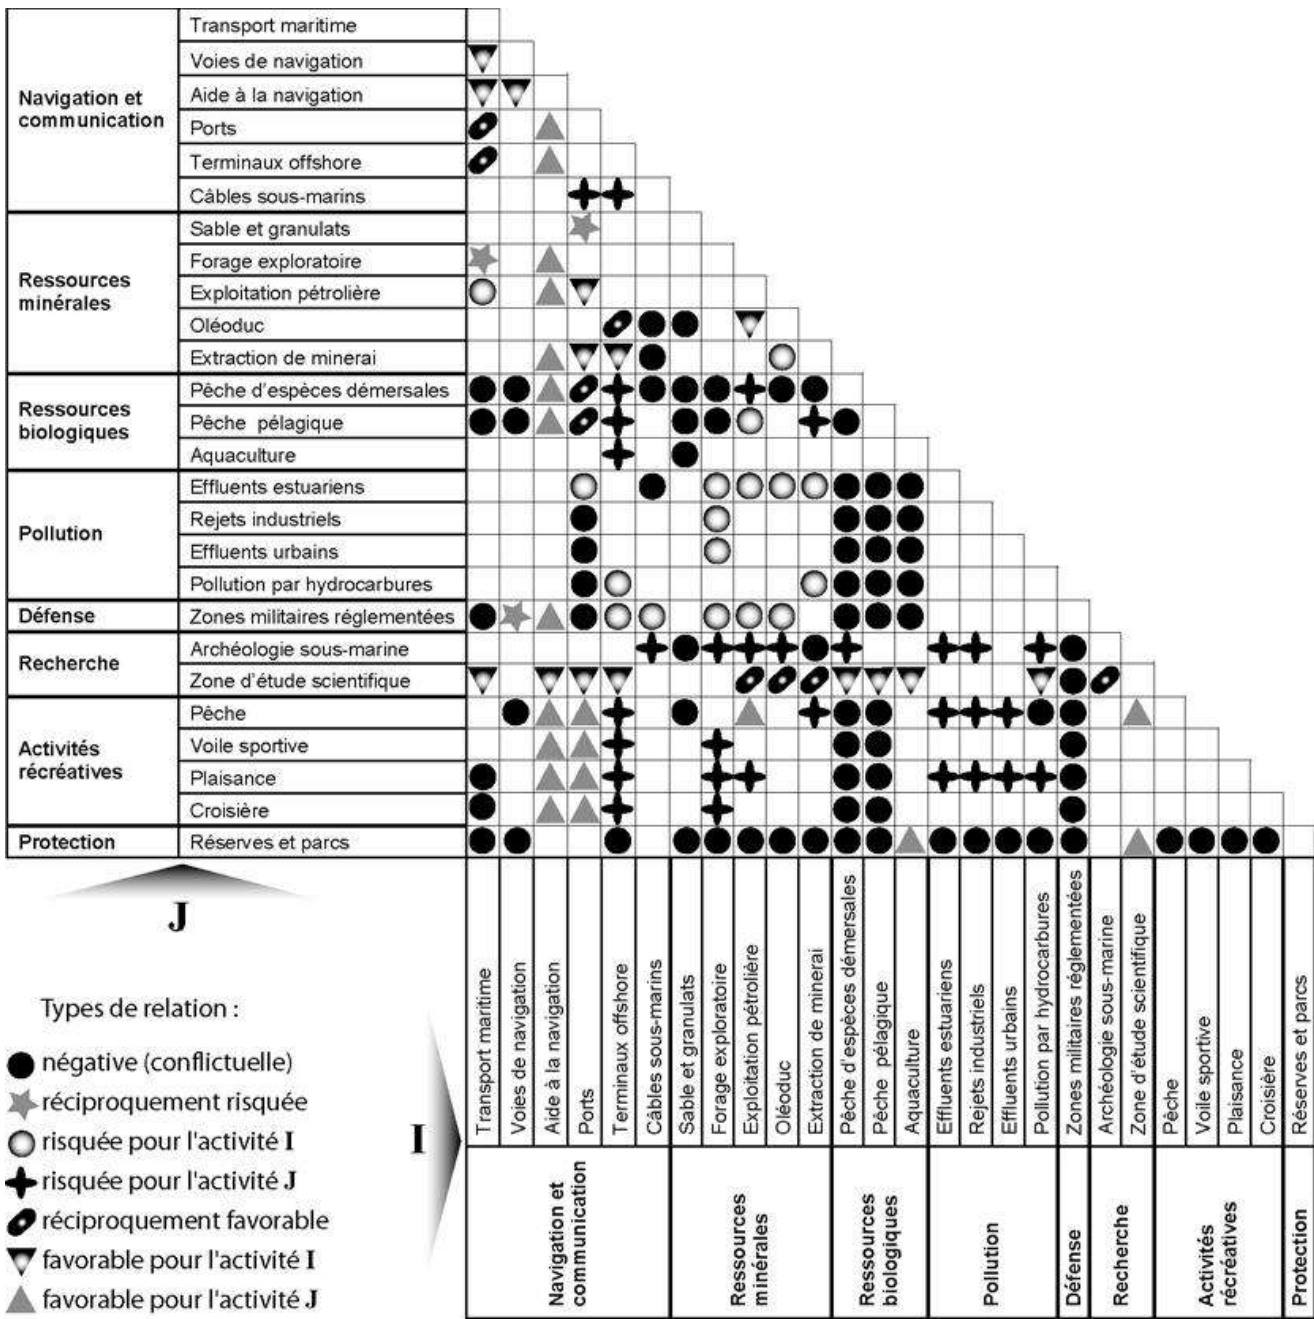 Transport maritime
Voies de navigation
Aide à la navigation
Ports
Terminaux offshore
Câbles sous-marins
Navigation et
communication
Sable et granulats
Forage exploratoire
Exploitation pétrolière
Oléoduc
Extraction de minerai
Ressources
minérales
Pêche d'espèces démersales
Pêche pélagique
Aquaculture
Ressources
biologiques
Effluents estuariens
Rejets industriels
Effluents urbains
Pollution par hydrocarbures
Pollution
Défense
Zones militaires réglementées
Archéologie sous-marine
Zone d'étude scientifique
Recherche
Pêche
Voile sportive
Plaisance
Croisière
Activités
récréatives
Protection
Réserves et parcs
J
Types de relation :
négative (conflictuelle)
réciproquement risquée
risquée pour l'activité I
risquée pour l'activité J
réciproquement favorable
favorable pour l'activité I
favorable pour l'activité J
I
Transport maritime
Voies de navigation
Aide à la navigation
Ports
Terminaux offshore
Câbles sous-marins
Sable et granulats
Forage exploratoire
Exploitation pétrolière
Oléoduc
Extraction de minerai
Pêche d'espèces démersales
Pêche pélagique
Aquaculture
Effluents estuariens
Rejets industriels
Effluents urbains
Pollution par hydrocarbures
Zones militaires réglementées
Archéologie sous-marine
Zone d'étude scientifique
Pêche
Voile sportive
Plaisance
Croisière
Réserves et parcs
Navigation et
communication
Ressources
minérales
Ressources
biologiques
Pollution
Défense
Recherche
Activités
récréatives
Protection